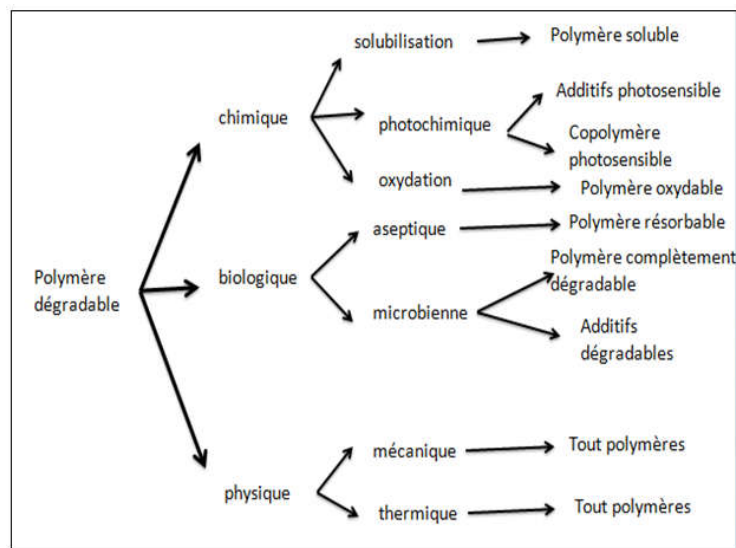 Polymère
dégradable
chimique
solubilisation
Polymère soluble
photochimique
Additifs photosensible
Copolymère
photosensible
oxydation
Polymère oxydable
biologique
aseptique
Polymère résorbable
microbienne
Polymère complètement
dégradable
Additifs
dégradables
physique
mécanique
Tout polymères
thermique
Tout polymères